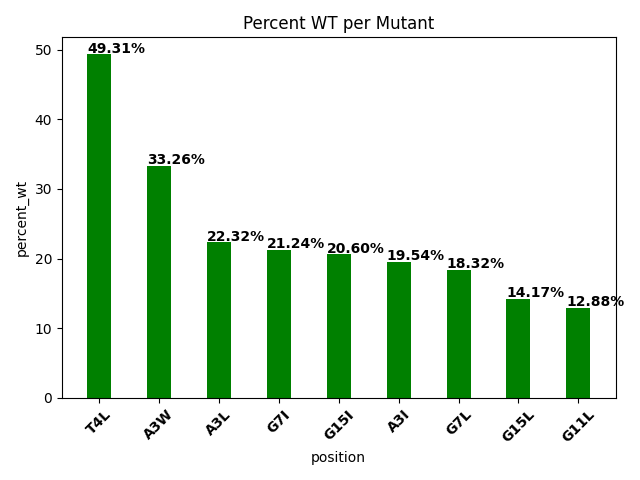 Percent WT per Mutant
percent_wt
50
40
30
20
10
0
49.31%
33.26%
22.32%
21.24%
20.60%
19.54%
18.32%
14.17%
12.88%
T4L
A3W
A3L
G7I
G15I
A3I
G7L
G15L
G11L
position